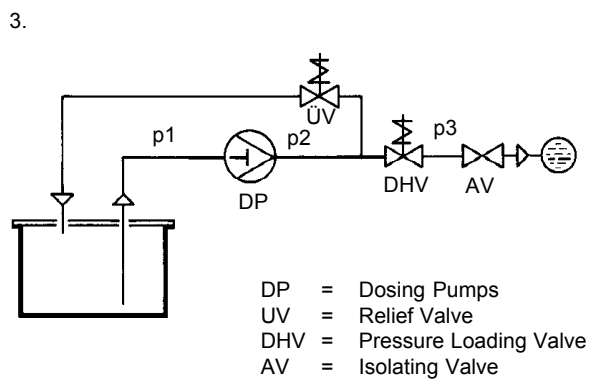 3.
ÜV
p1
p2
p3
DP
DHV
AV
DP = Dosing Pumps
UV = Relief Valve
DHV = Pressure Loading Valve
AV = Isolating Valve